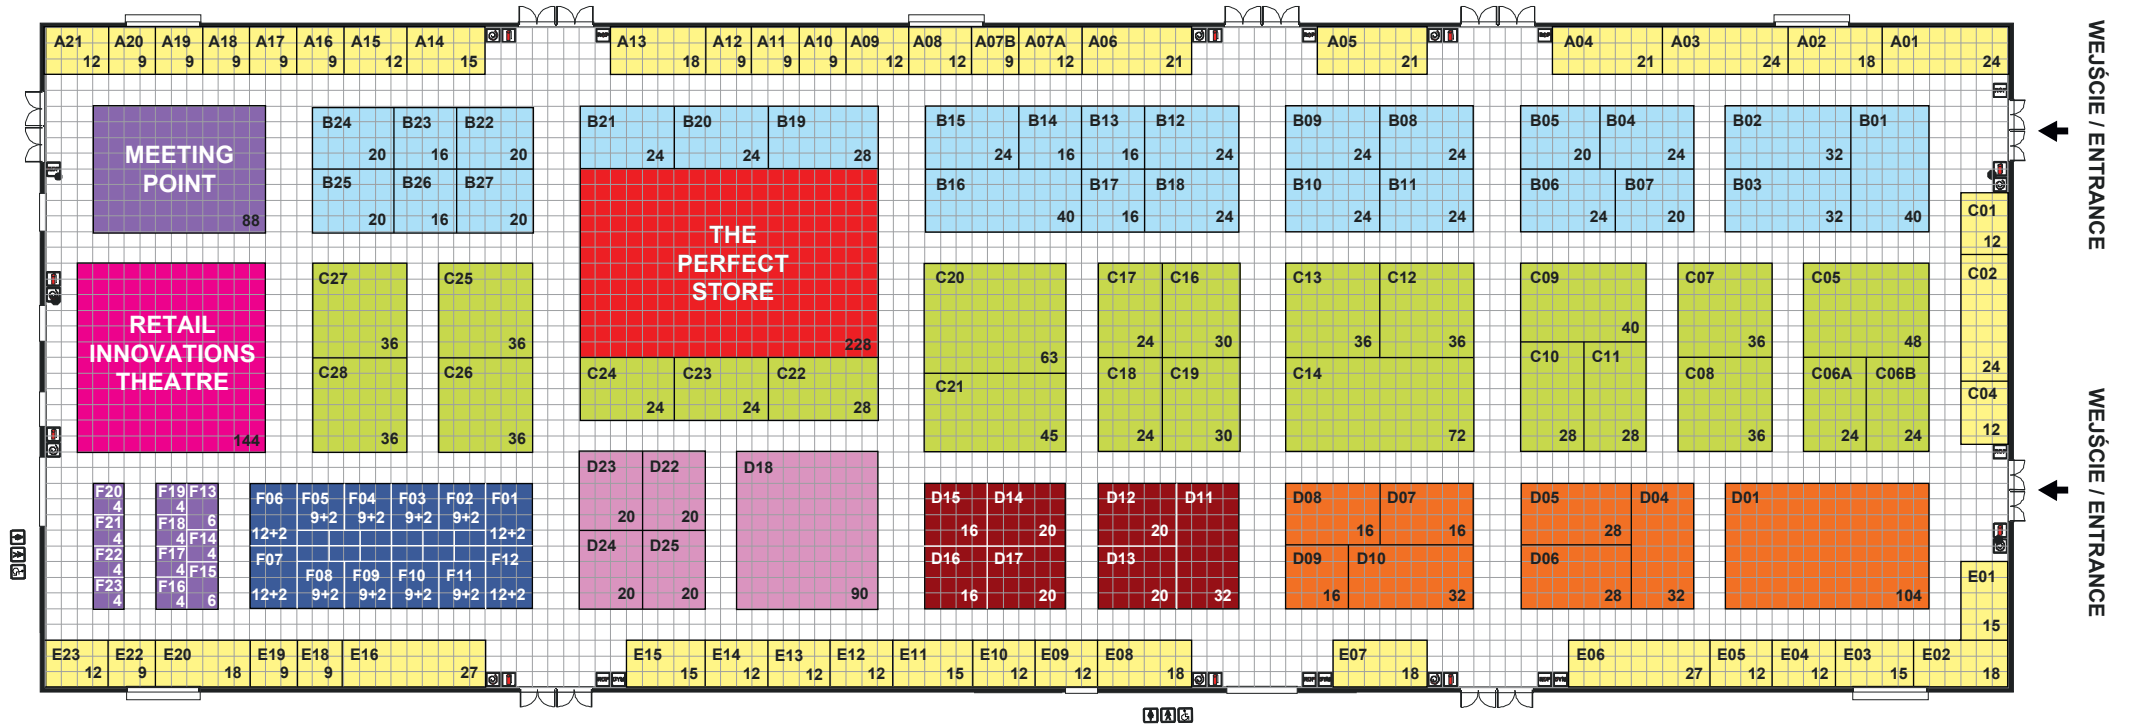 A21 A20 A19 A18 A17 A16 A15 A14 A13 A12 A11 A10 A09 A08 A07B A07A A06 A05 A04 A03 A02 A01
12 9 9 9 9 9 12 15 18 9 9 9 12 12 9 12 21 21 21 24 18 24
WEJŚCIE / ENTRANCE
B24 B23 B22 B21 B20 B19 B15 B14 B13 B12 B09 B08 B05 B04 B02 B01
20 16 20 24 24 28 24 16 16 24 24 24 20 24 32
MEETING
POINT
88
B25 B26 B27 B16 B17 B18 B10 B11 B06 B07 B03
20 16 20 40 16 24 24 24 24 20 32 40
C01
12
THE
PERFECT
STORE
228
C27 C25 C20 C17 C16 C13 C12 C09 C07 C05 C02
36 36 63 24 30 36 36 40 36 48 24
RETAIL
INNOVATIONS
THEATRE
144
C28 C26 C24 C23 C22 C21 C18 C19 C14 C10 C11 C08 C06A C06B C04
36 36 24 24 28 45 24 30 72 28 28 36 24 24 12
WEJŚCIE / ENTRANCE
D23 D22 D18
20 20 90
D24 D25
20 20
F20 F19 F13 F06 F05 F04 F03 F02 F01 D15 D14 D12 D11 D08 D07 D05 D04 D01
4 4 6 12+2 9+2 9+2 9+2 9+2 12+2 16 20 20 32 16 16 28 32 104
F21 F18 F14
4 4 4
F22 F17 F15
4 4 6
F23 F16
4 4
F07 F08 F09 F10 F11 F12 D16 D17 D13 D09 D10 D06
12+2 9+2 9+2 9+2 9+2 12+2 16 20 20 16 32 28
E01
15
E23 E22 E20 E19 E18 E16 E15 E14 E13 E12 E11 E10 E09 E08 E07 E06 E05 E04 E03 E02
12 9 18 9 9 27 15 12 12 12 15 12 12 18 18 27 12 12 15 18